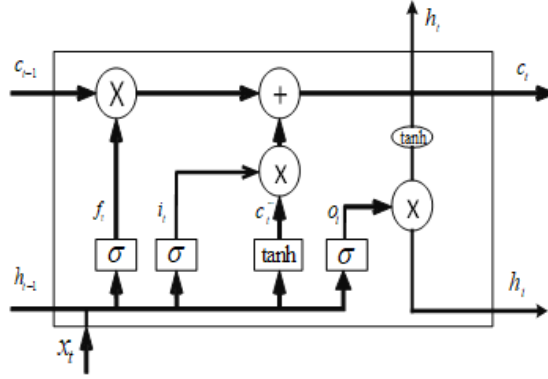 h_t
c_{t-1}
c_t
×
+
tanh
×
×
f_t
i_t
c_t^-
o_t
σ
σ
tanh
σ
h_{t-1}
h_t
x_t